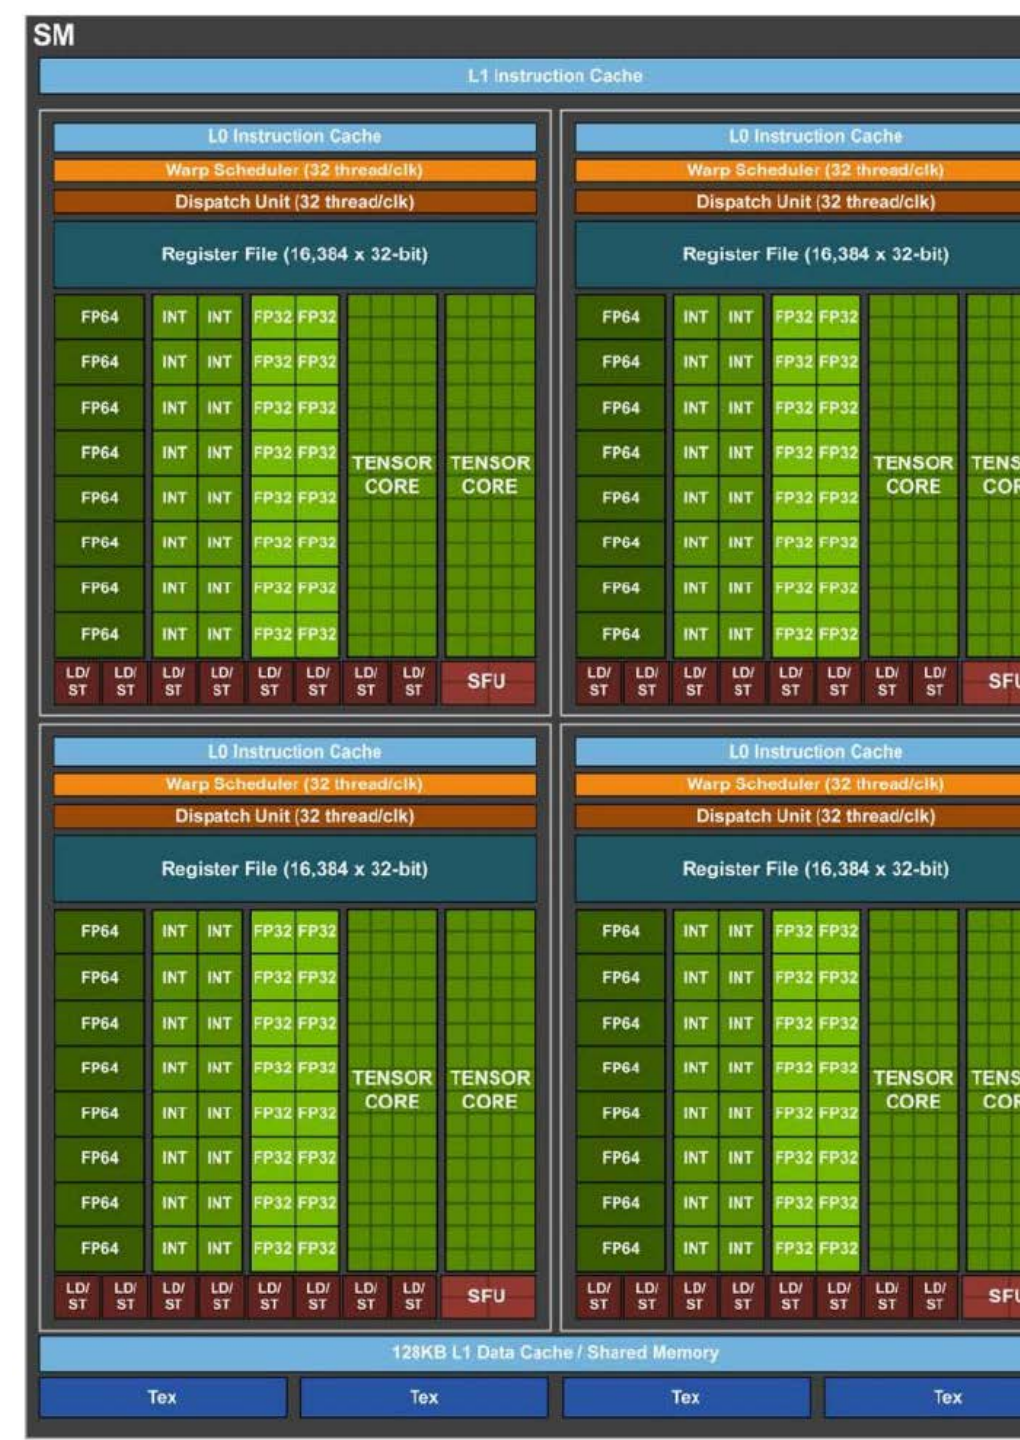 SM
L1 Instruction Cache
L0 Instruction Cache
Warp Scheduler (32 thread/clk)
Dispatch Unit (32 thread/clk)
Register File (16,384 x 32-bit)
FP64 INT INT FP32 FP32
FP64 INT INT FP32 FP32
FP64 INT INT FP32 FP32
FP64 INT INT FP32 FP32
TENSOR CORE
TENSOR CORE
FP64 INT INT FP32 FP32
FP64 INT INT FP32 FP32
FP64 INT INT FP32 FP32
FP64 INT INT FP32 FP32
LD/ST LD/ST LD/ST LD/ST LD/ST LD/ST LD/ST LD/ST SFU
L0 Instruction Cache
Warp Scheduler (32 thread/clk)
Dispatch Unit (32 thread/clk)
Register File (16,384 x 32-bit)
FP64 INT INT FP32 FP32
FP64 INT INT FP32 FP32
FP64 INT INT FP32 FP32
FP64 INT INT FP32 FP32
TENSOR CORE
TENS COR
FP64 INT INT FP32 FP32
FP64 INT INT FP32 FP32
FP64 INT INT FP32 FP32
FP64 INT INT FP32 FP32
LD/ST LD/ST LD/ST LD/ST LD/ST LD/ST LD/ST LD/ST SFU
L0 Instruction Cache
Warp Scheduler (32 thread/clk)
Dispatch Unit (32 thread/clk)
Register File (16,384 x 32-bit)
FP64 INT INT FP32 FP32
FP64 INT INT FP32 FP32
FP64 INT INT FP32 FP32
FP64 INT INT FP32 FP32
TENSOR CORE
TENSOR CORE
FP64 INT INT FP32 FP32
FP64 INT INT FP32 FP32
FP64 INT INT FP32 FP32
FP64 INT INT FP32 FP32
LD/ST LD/ST LD/ST LD/ST LD/ST LD/ST LD/ST LD/ST SFU
L0 Instruction Cache
Warp Scheduler (32 thread/clk)
Dispatch Unit (32 thread/clk)
Register File (16,384 x 32-bit)
FP64 INT INT FP32 FP32
FP64 INT INT FP32 FP32
FP64 INT INT FP32 FP32
FP64 INT INT FP32 FP32
TENSOR CORE
TENS COR
FP64 INT INT FP32 FP32
FP64 INT INT FP32 FP32
FP64 INT INT FP32 FP32
FP64 INT INT FP32 FP32
LD/ST LD/ST LD/ST LD/ST LD/ST LD/ST LD/ST LD/ST SFU
128KB L1 Data Cache / Shared Memory
Tex Tex Tex Tex